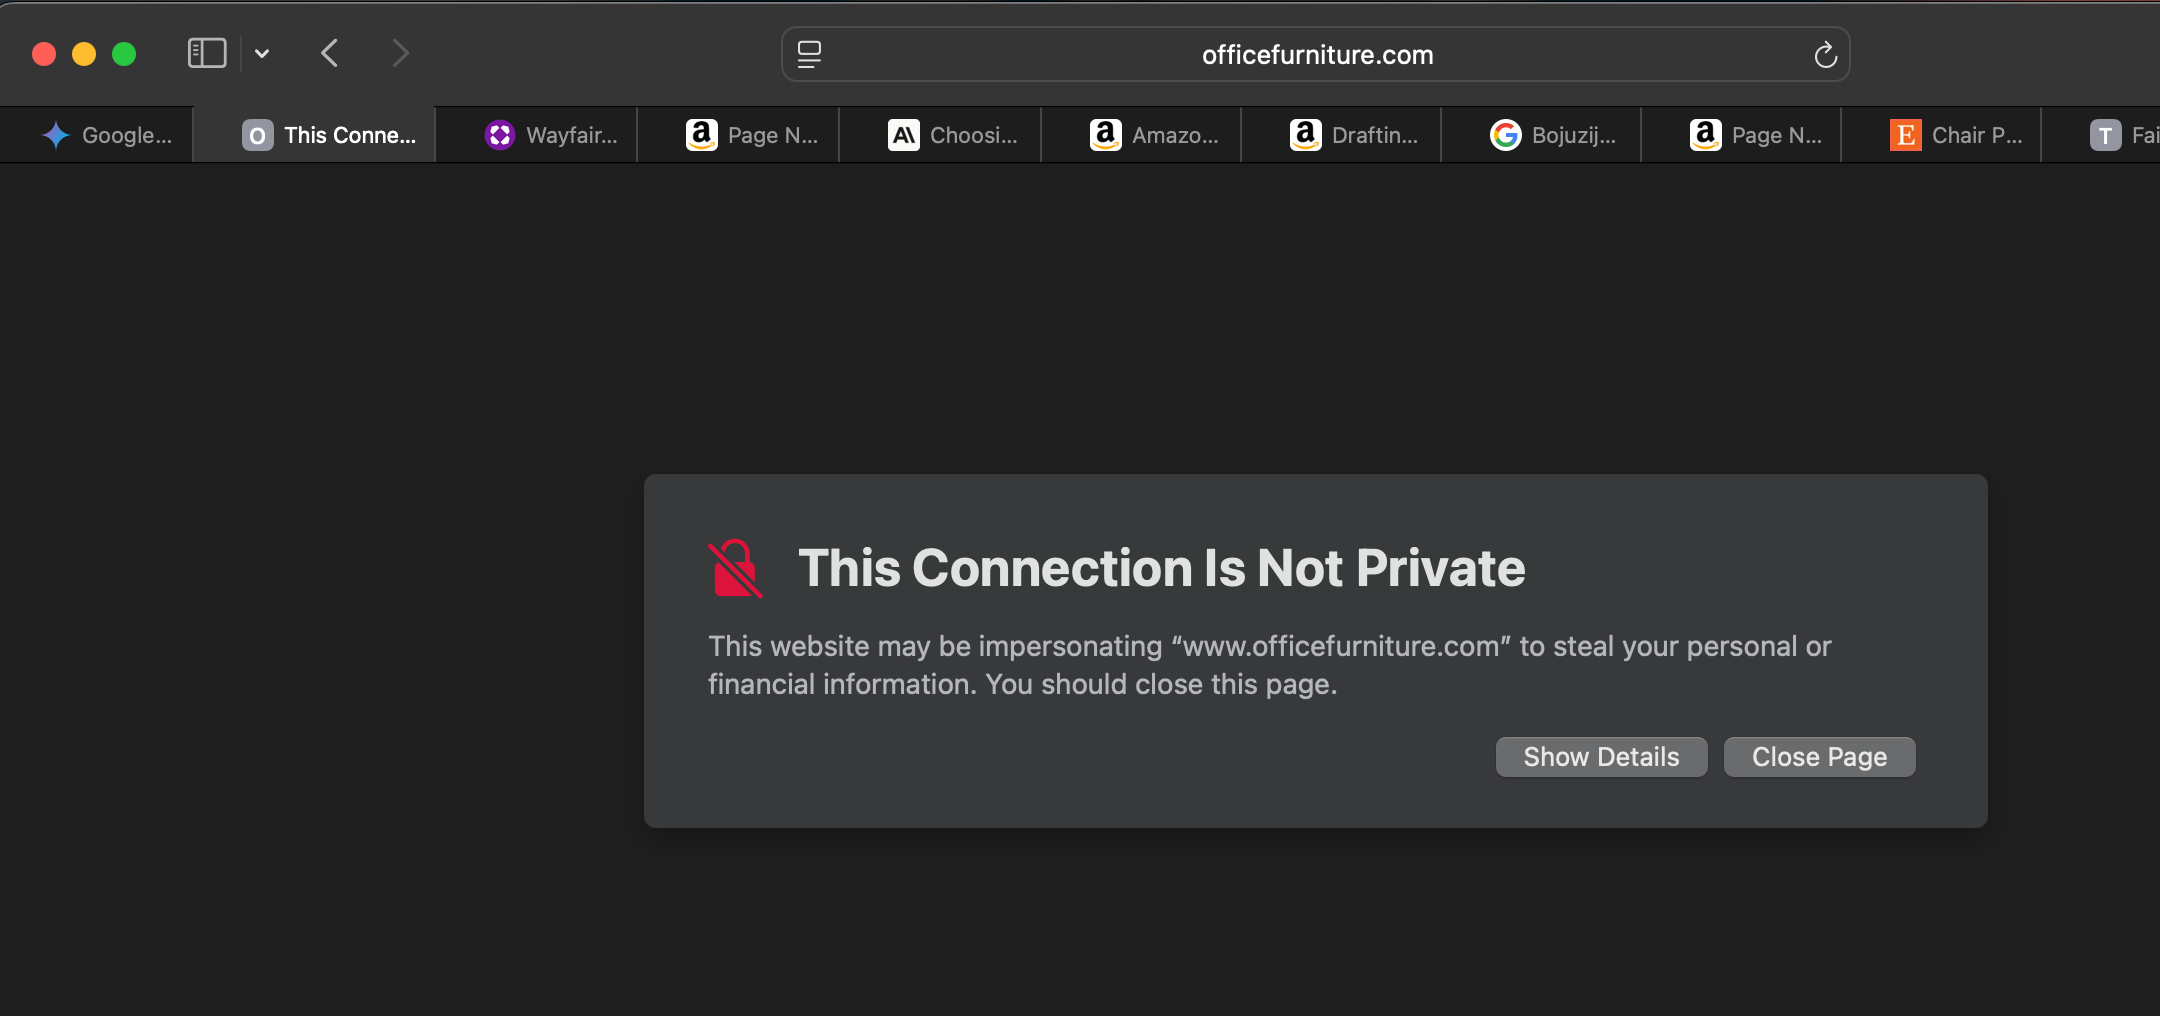 officefurniture.com
Google...
O This Conne...
Wayfair...
a Page N...
A\ Choosi...
a Amazo...
a Draftin...
G Bojuzij...
a Page N...
E Chair P...
T Fai
This Connection Is Not Private
This website may be impersonating “www.officefurniture.com” to steal your personal or
financial information. You should close this page.
Show Details
Close Page